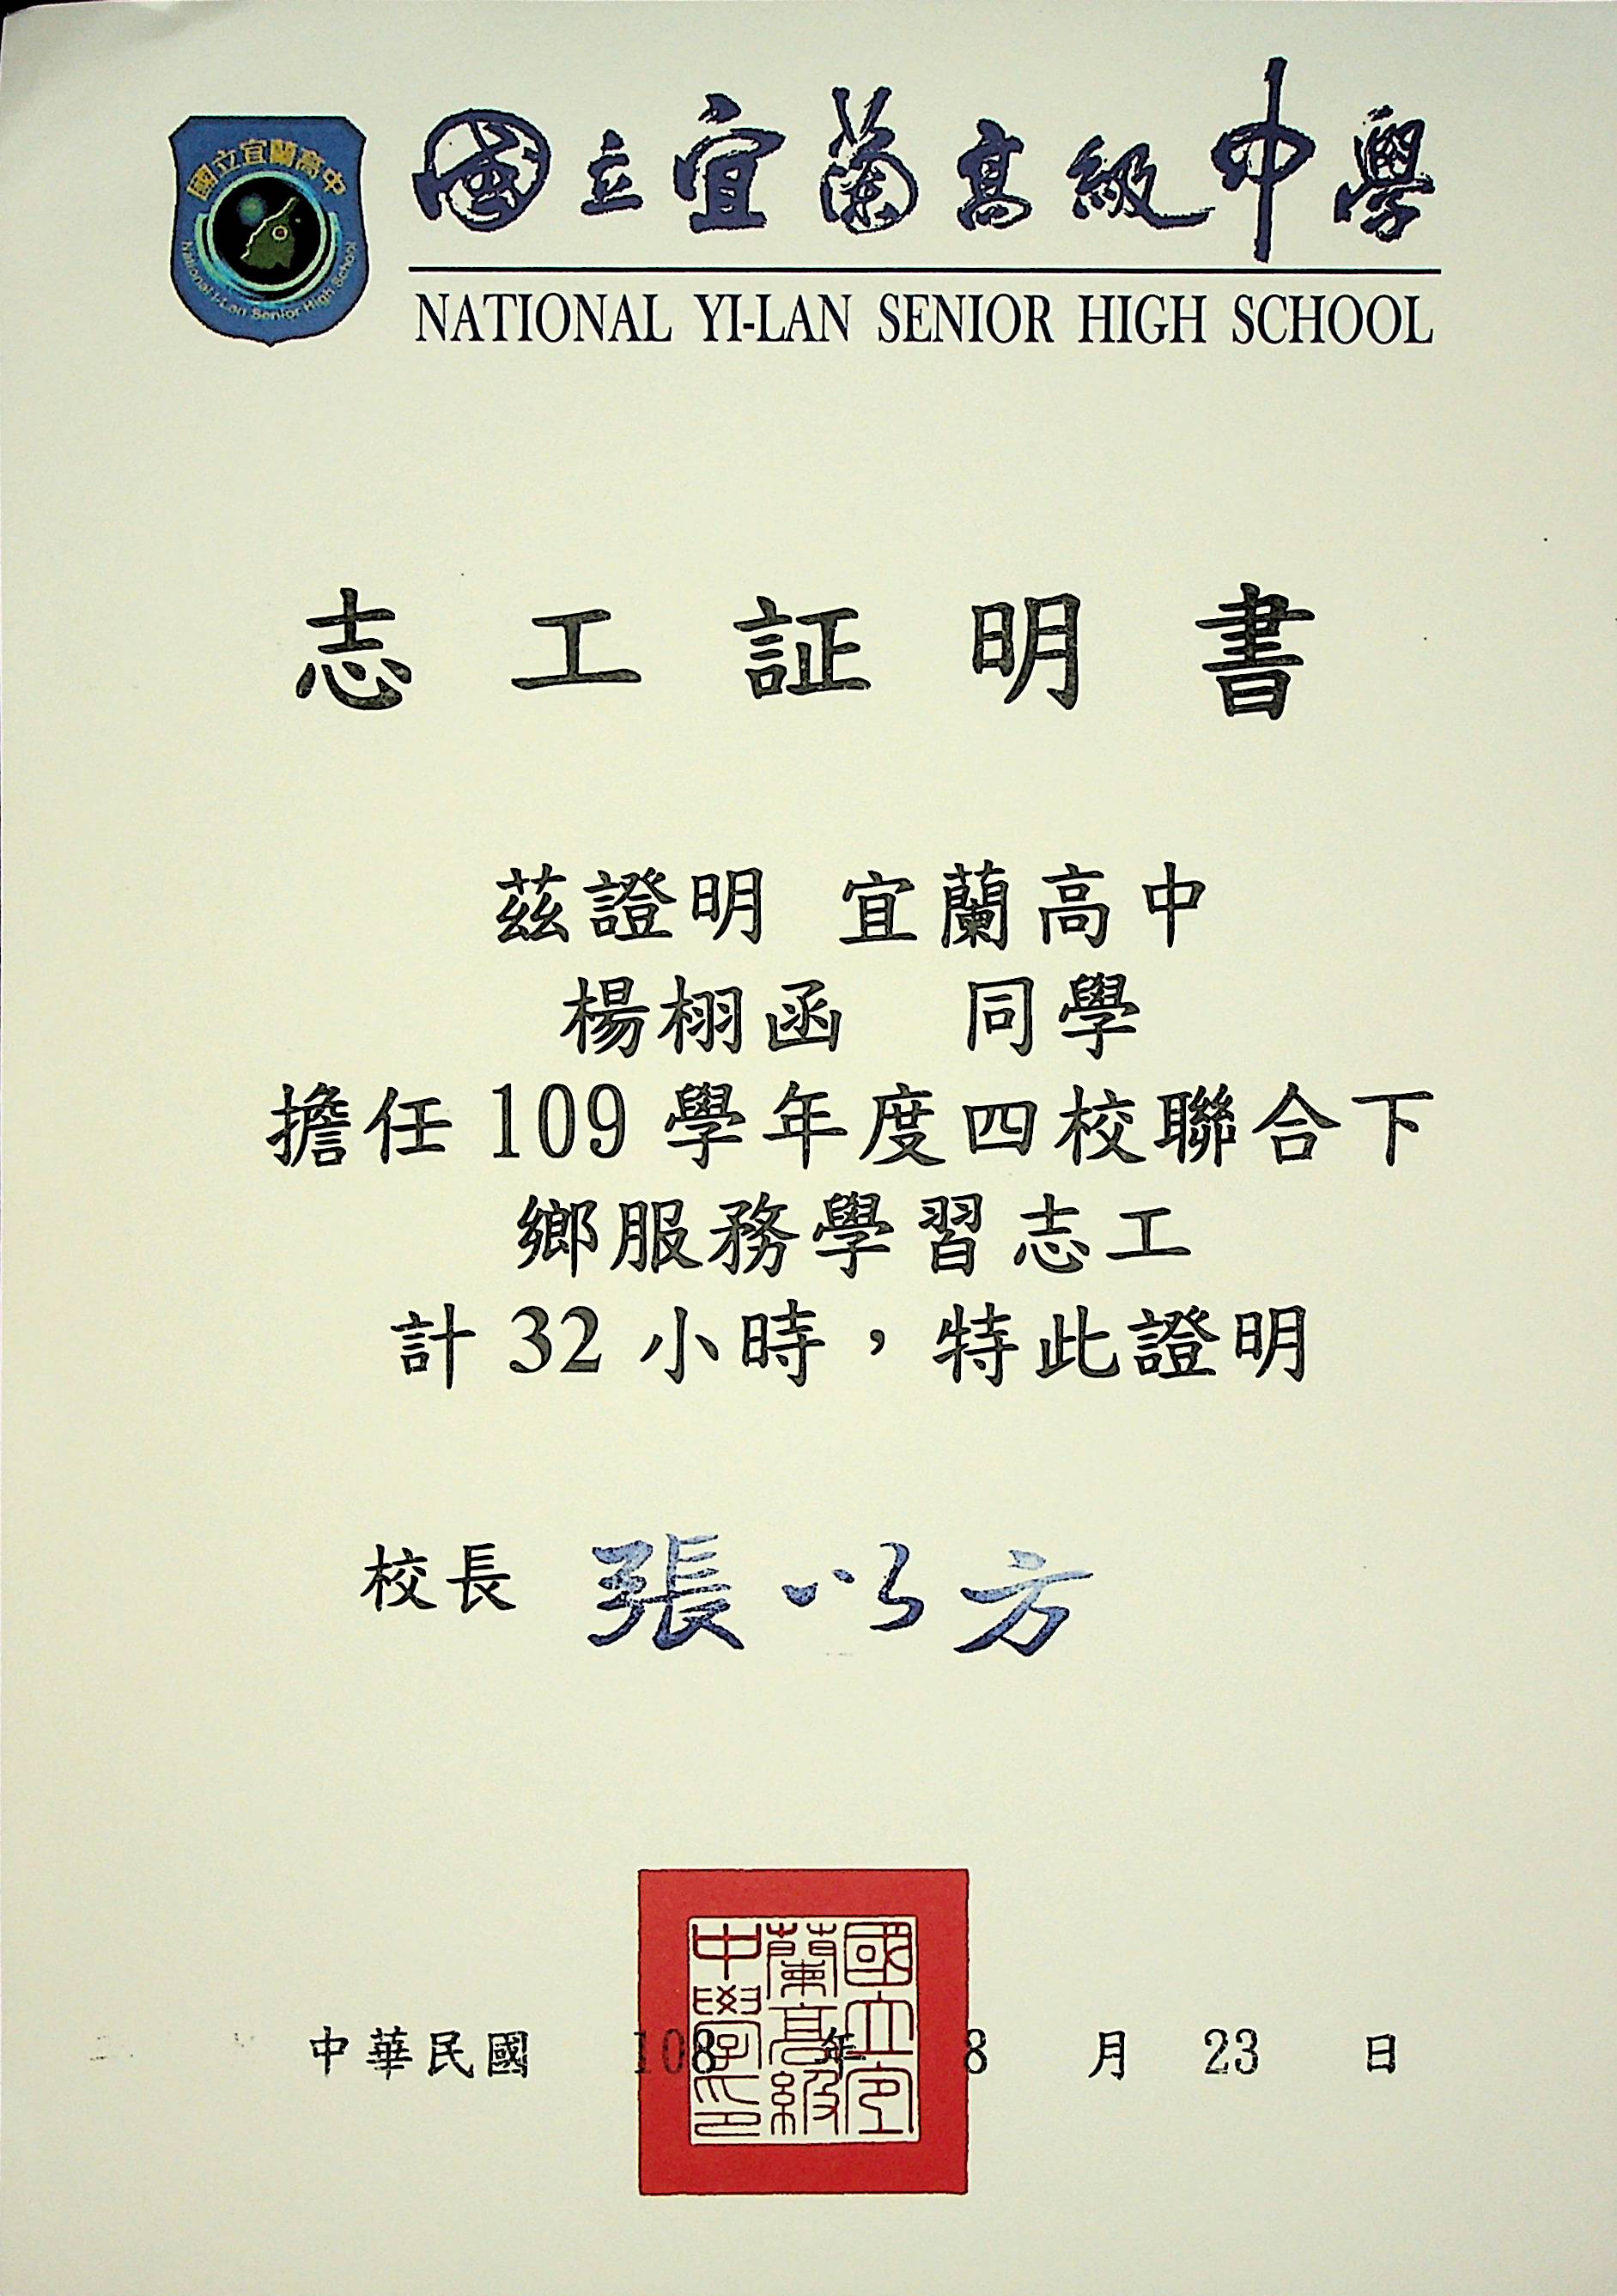 國立宜蘭高中
National I-Lan Senior High School
國立宜蘭高級中學
NATIONAL YI-LAN SENIOR HIGH SCHOOL
志工証明書
茲證明 宜蘭高中
楊栩函 同學
擔任 109 學年度四校聯合下
鄉服務學習志工
計 32 小時，特此證明
校長 張以方
國立宜
蘭高級
中學印
中華民國 108 年 8 月 23 日